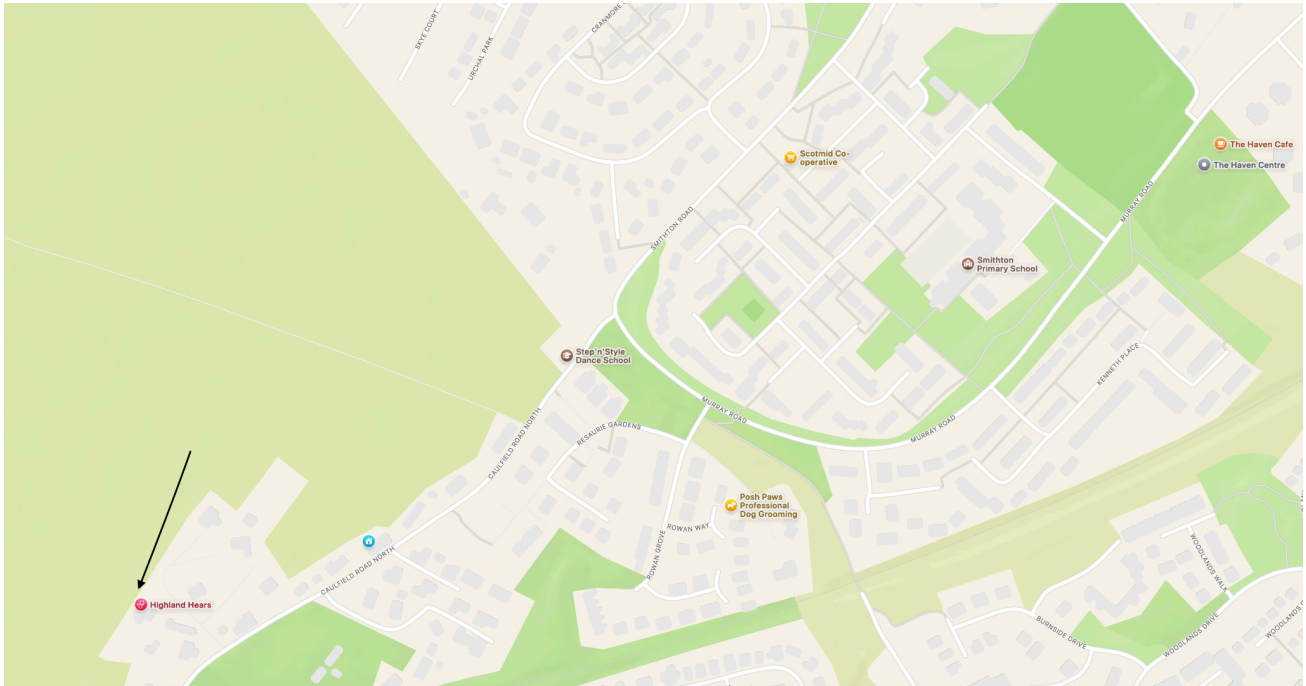 SKYE COURT
URCHAL PARK
CRANMORE
Scotmid Co-
operative
The Haven Cafe
The Haven Centre
MURRAY ROAD
SMITHTON ROAD
Smithton
Primary School
Step'n'Style
Dance School
KENNETH PLACE
MURRAY ROAD
MURRAY ROAD
RESAURIE GARDENS
CAULFIELD ROAD NORTH
Posh Paws
Professional
Dog Grooming
ROWAN WAY
ROWAN GROVE
CAULFIELD ROAD NORTH
Highland Hears
WOODLANDS WALK
BURNSIDE DRIVE
WOODLANDS DRIVE
WOODLANDS